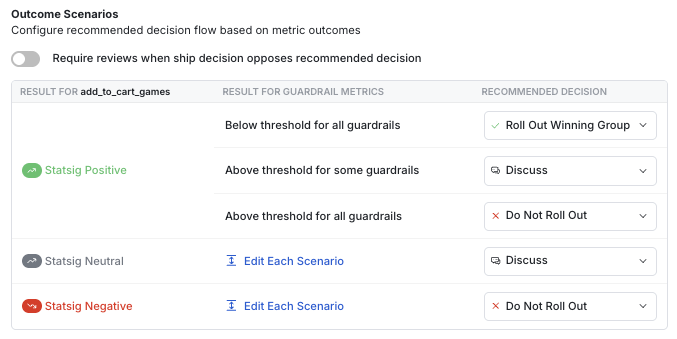 Outcome Scenarios
Configure recommended decision flow based on metric outcomes
Require reviews when ship decision opposes recommended decision
RESULT FOR add_to_cart_games RESULT FOR GUARDRAIL METRICS RECOMMENDED DECISION
Below threshold for all guardrails Roll Out Winning Group
Statsig Positive Above threshold for some guardrails Discuss
Above threshold for all guardrails Do Not Roll Out
Statsig Neutral Edit Each Scenario Discuss
Statsig Negative Edit Each Scenario Do Not Roll Out